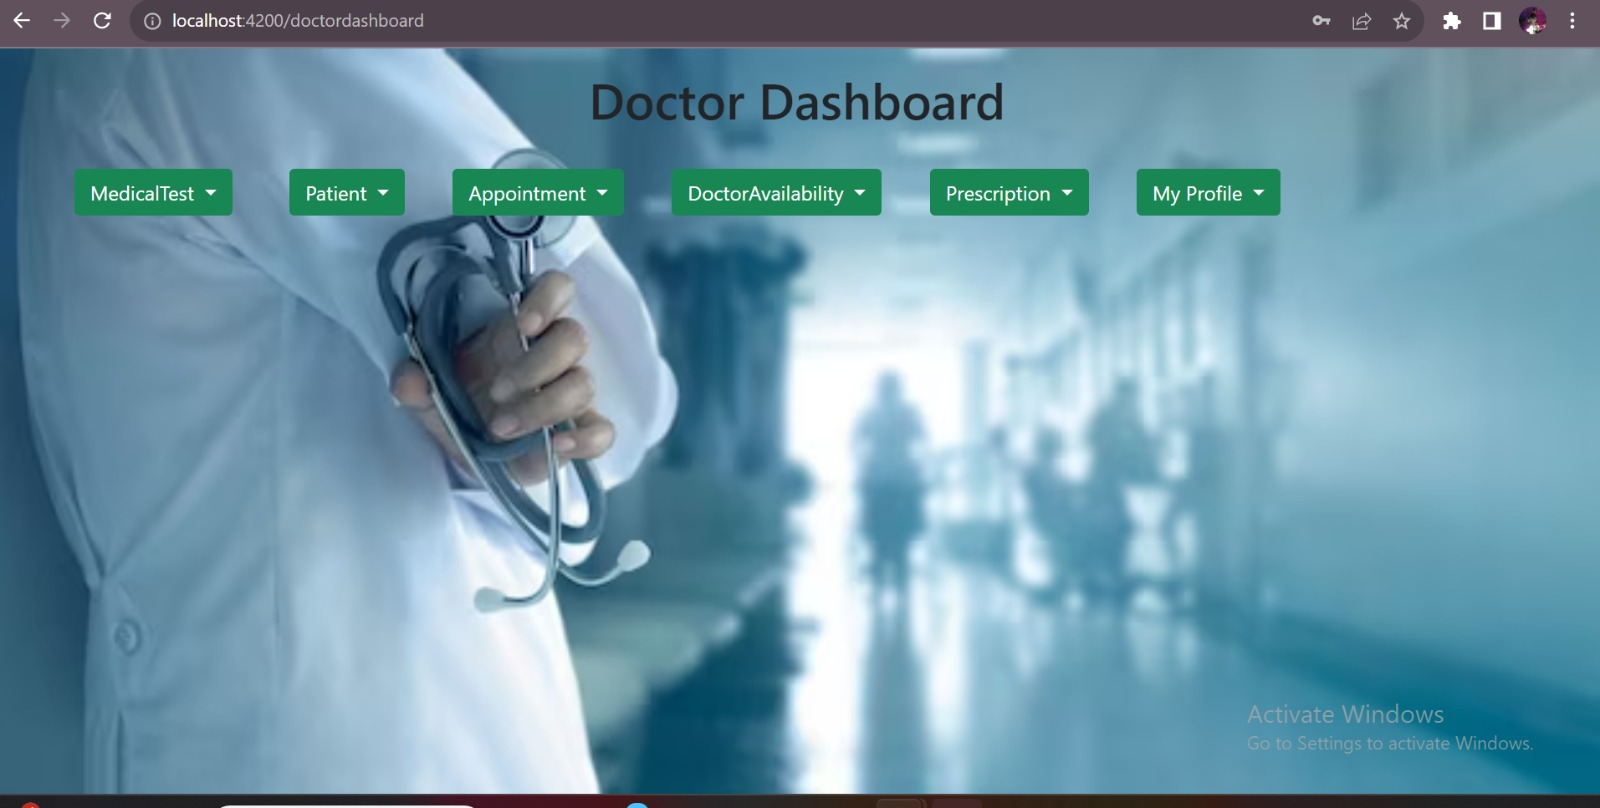 localhost:4200/doctordashboard
Doctor Dashboard
MedicalTest
Patient
Appointment
DoctorAvailability
Prescription
My Profile
Activate Windows
Go to Settings to activate Windows.